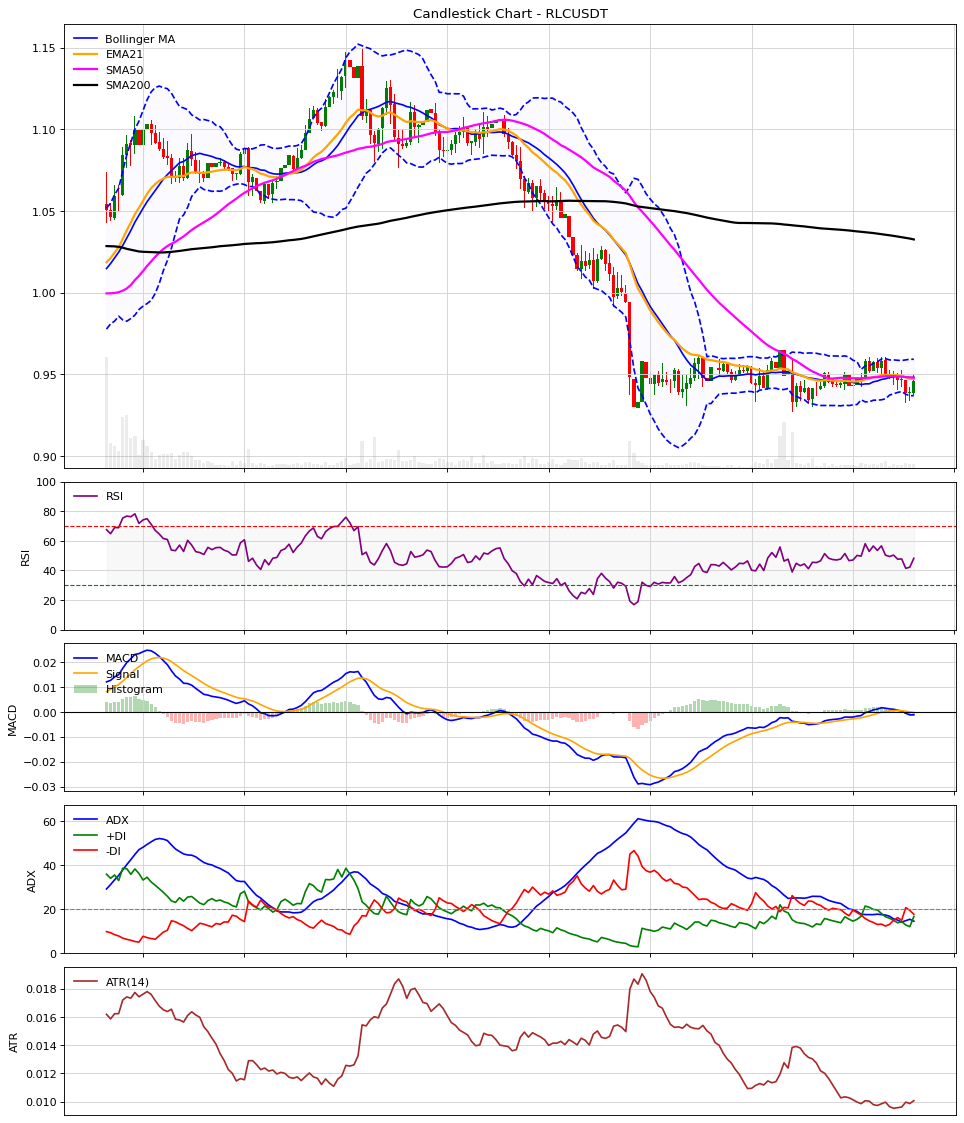 Candlestick Chart - RLCUSDT
Bollinger MA
EMA21
SMA50
SMA200
1.15
1.10
1.05
1.00
0.95
0.90
RSI
RSI
100
80
60
40
20
0
MACD
Signal
Histogram
MACD
0.02
0.01
0.00
−0.01
−0.02
−0.03
ADX
+DI
-DI
ADX
60
40
20
0
ATR(14)
ATR
0.018
0.016
0.014
0.012
0.010